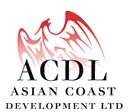 ACDL
ASIAN COAST
DEVELOPMENT LTD